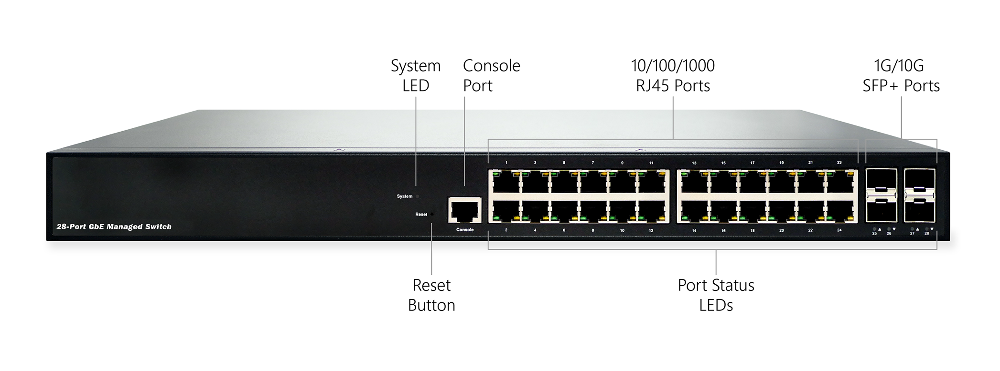 System
LED
Console
Port
10/100/1000
RJ45 Ports
1G/10G
SFP+ Ports
1 3 5 7 9 11 13 15 17 19 21 23
System
Reset
28-Port GbE Managed Switch
Console
2 4 6 8 10 12 14 16 18 20 22 24
25 ▲ 26 ▼ 27 ▲ 28 ▼
Reset
Button
Port Status
LEDs